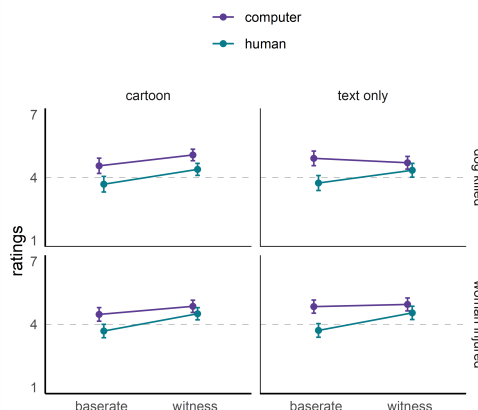 computer
human
cartoon text only
7
4
1
ratings
7
4
1
baserate witness baserate witness